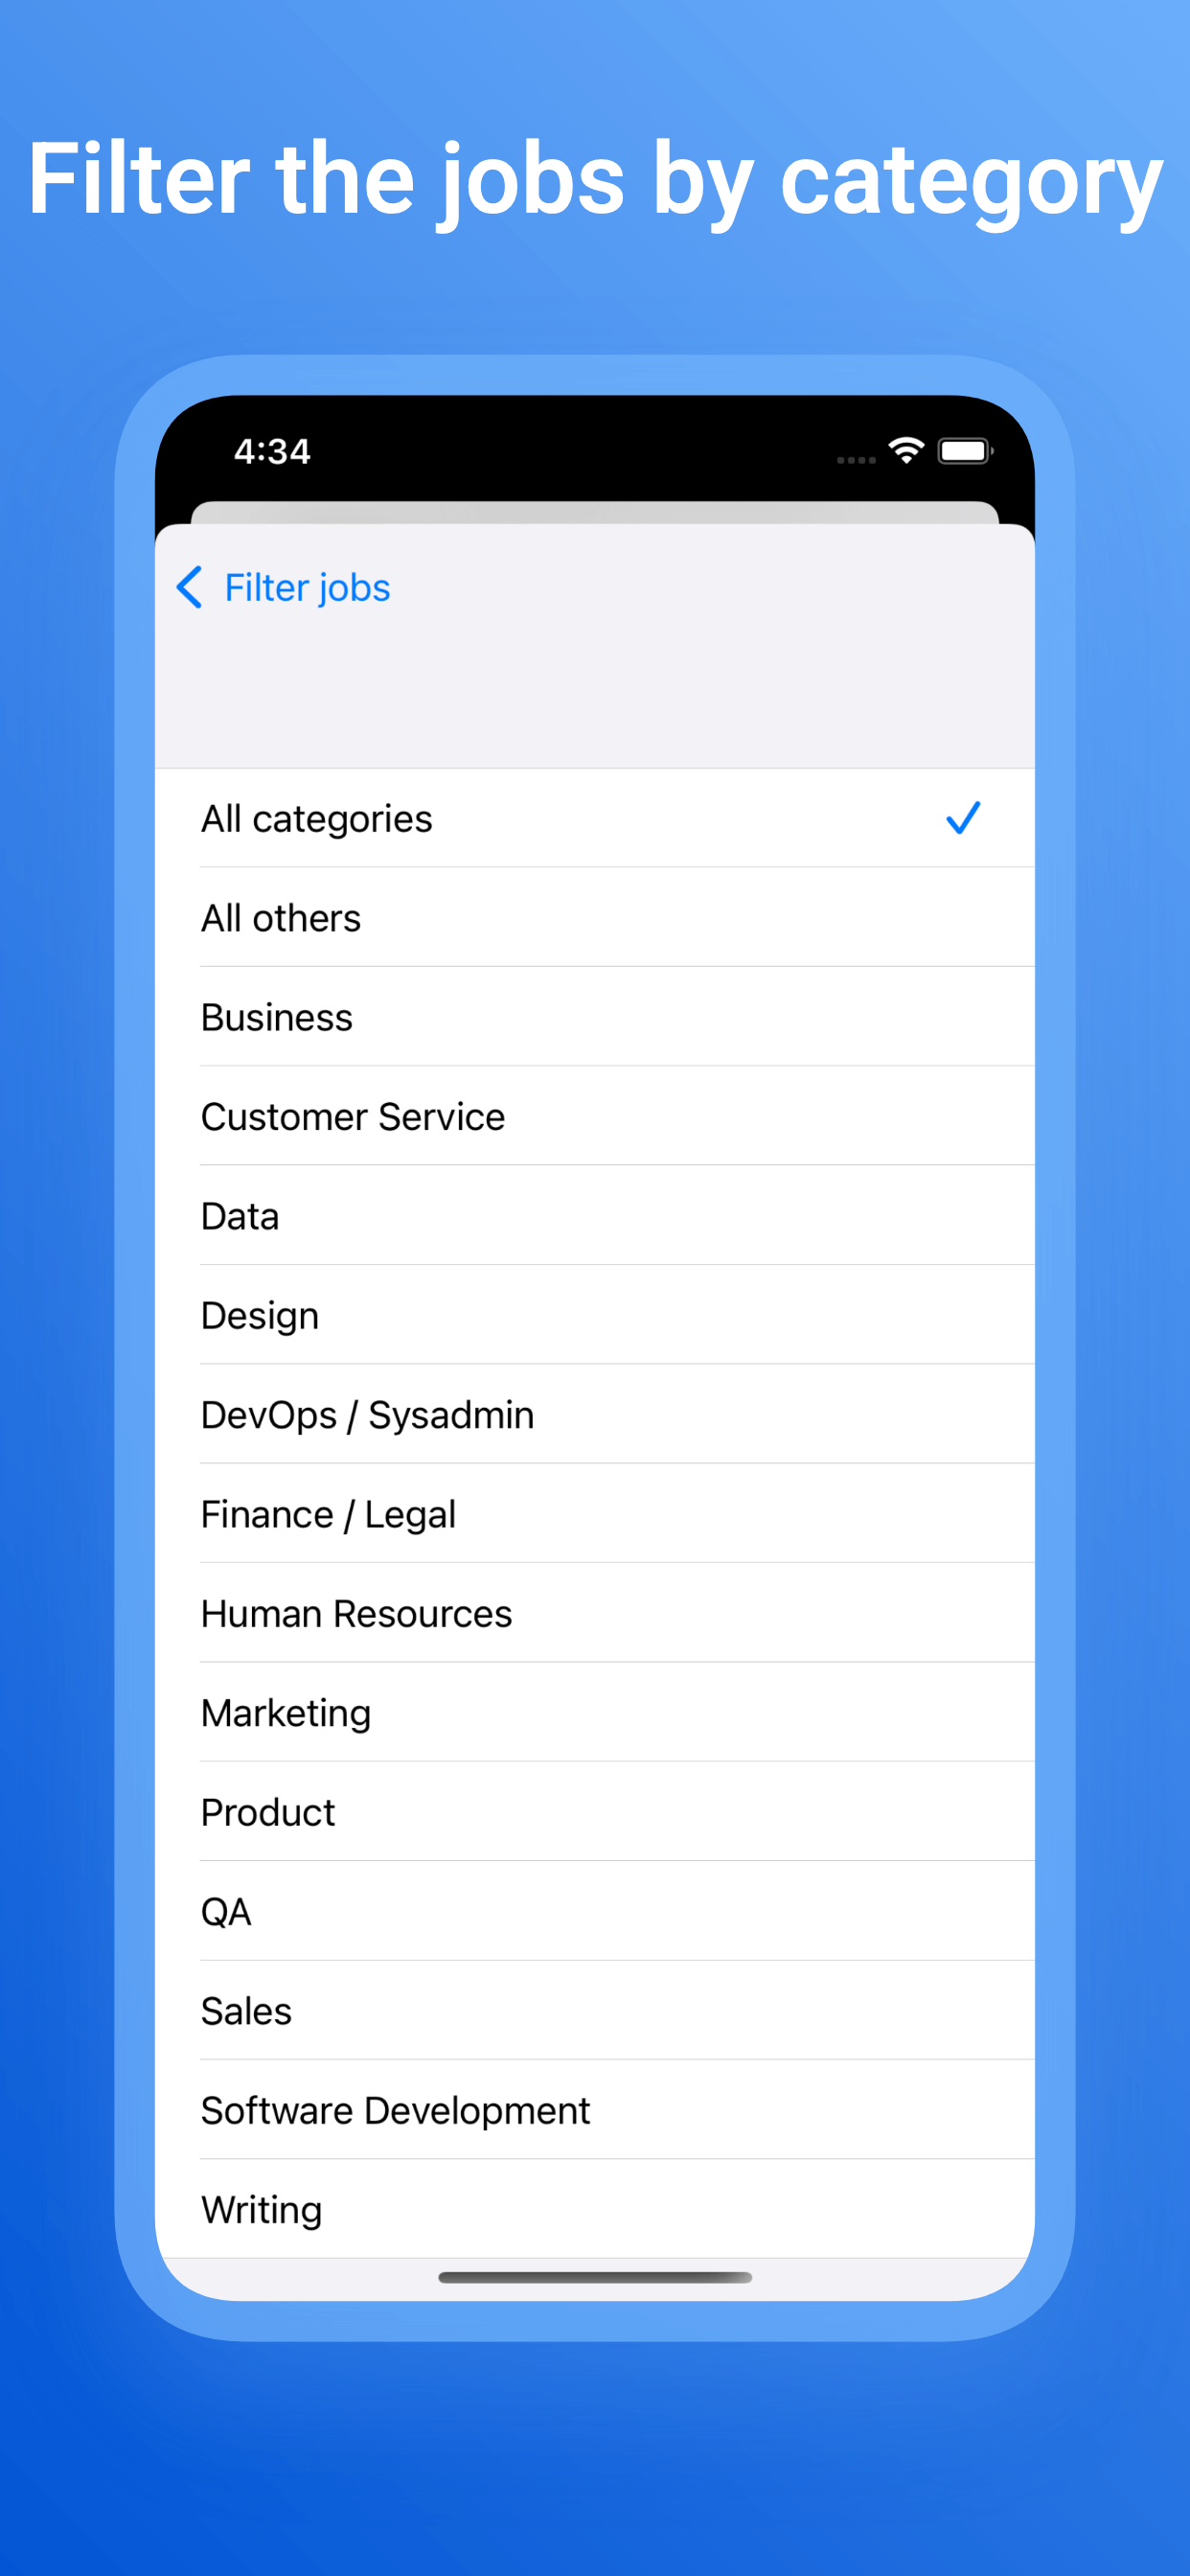 Filter the jobs by category
4:34
Filter jobs
All categories
All others
Business
Customer Service
Data
Design
DevOps / Sysadmin
Finance / Legal
Human Resources
Marketing
Product
QA
Sales
Software Development
Writing